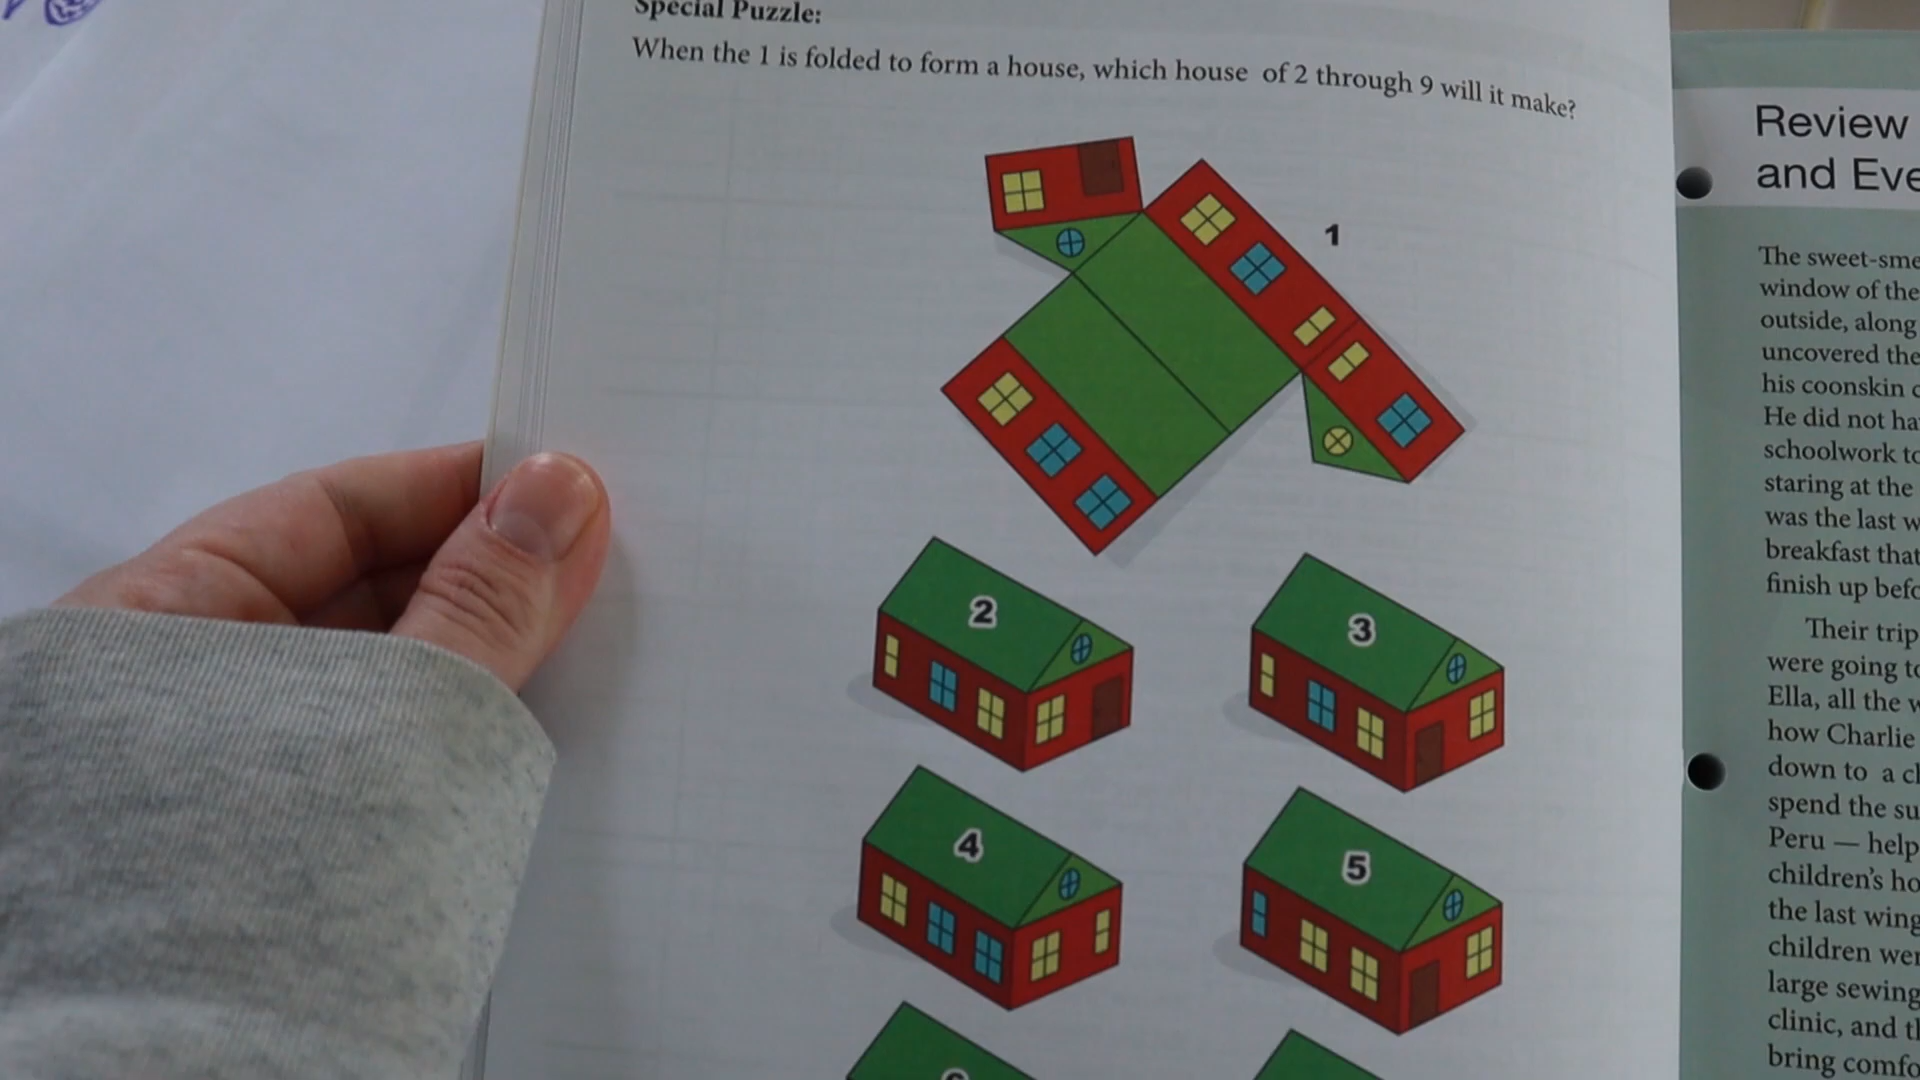 Special Puzzle:
When the 1 is folded to form a house, which house of 2 through 9 will it make?
1
2
3
4
5
Review
and Eve
The sweet-sme
window of the
outside, along
uncovered the
his coonskin c
He did not ha
schoolwork to
staring at the
was the last w
breakfast that
finish up befo
Their trip
were going to
Ella, all the w
how Charlie
down to a cl
spend the su
Peru — help
children's ho
the last wing
children wer
large sewing
clinic, and tl
bring comfo